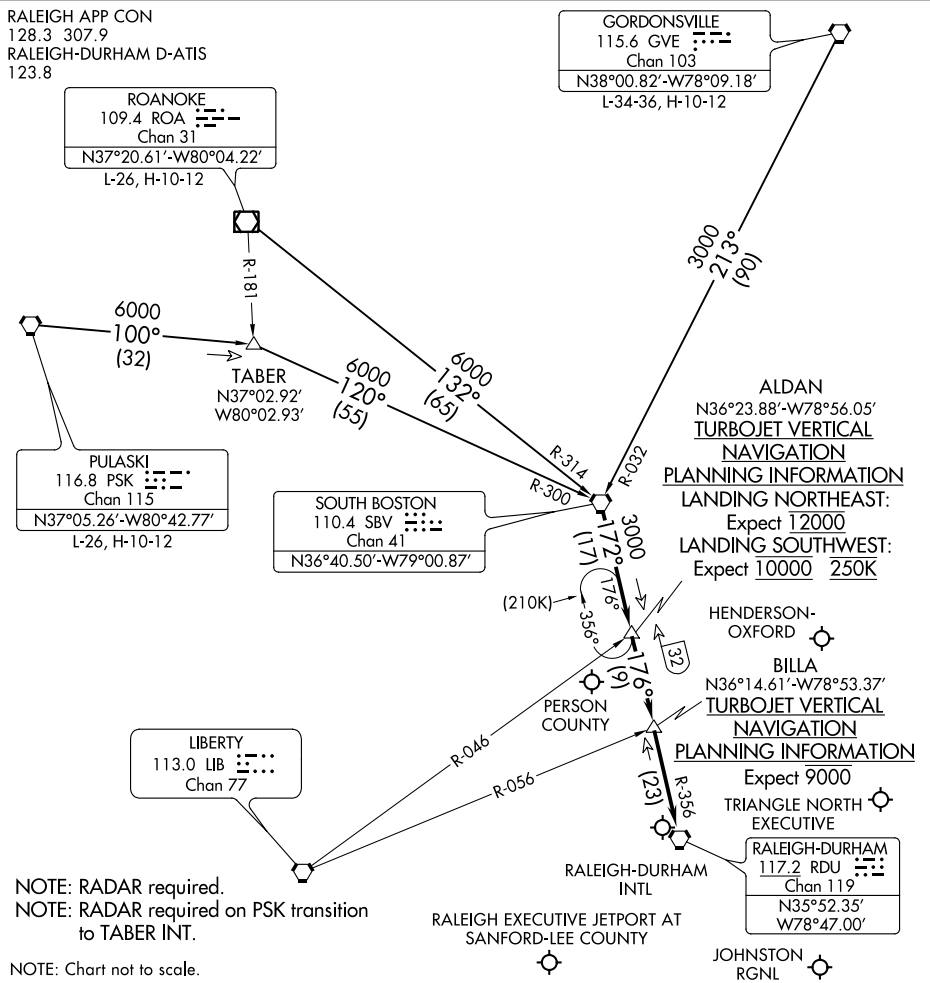 RALEIGH APP CON
128.3 307.9
RALEIGH-DURHAM D-ATIS
123.8
GORDONSVILLE
115.6 GVE
Chan 103
N38°00.82'-W78°09.18'
L-34-36, H-10-12
ROANOKE
109.4 ROA
Chan 31
N37°20.61'-W80°04.22'
L-26, H-10-12
R-181
3000
213°
(90)
6000
100°
(32)
TABER
N37°02.92'
W80°02.93'
6000
120°
(55)
6000
132°
(65)
R-314
R-300
R-032
PULASKI
116.8 PSK
Chan 115
N37°05.26'-W80°42.77'
L-26, H-10-12
SOUTH BOSTON
110.4 SBV
Chan 41
N36°40.50'-W79°00.87'
3000
172°
(17)
ALDAN
N36°23.88'-W78°56.05'
TURBOJET VERTICAL
NAVIGATION
PLANNING INFORMATION
LANDING NORTHEAST:
Expect 12000
LANDING SOUTHWEST:
Expect 10000 250K
(210K)
176°
356°
32
HENDERSON-
OXFORD
176°
(9)
PERSON
COUNTY
BILLA
N36°14.61'-W78°53.37'
TURBOJET VERTICAL
NAVIGATION
PLANNING INFORMATION
Expect 9000
R-046
R-056
LIBERTY
113.0 LIB
Chan 77
R-356
(23)
TRIANGLE NORTH
EXECUTIVE
RALEIGH-DURHAM
INTL
RALEIGH-DURHAM
117.2 RDU
Chan 119
N35°52.35'
W78°47.00'
NOTE: RADAR required.
NOTE: RADAR required on PSK transition
to TABER INT.
NOTE: Chart not to scale.
RALEIGH EXECUTIVE JETPORT AT
SANFORD-LEE COUNTY
JOHNSTON
RGNL